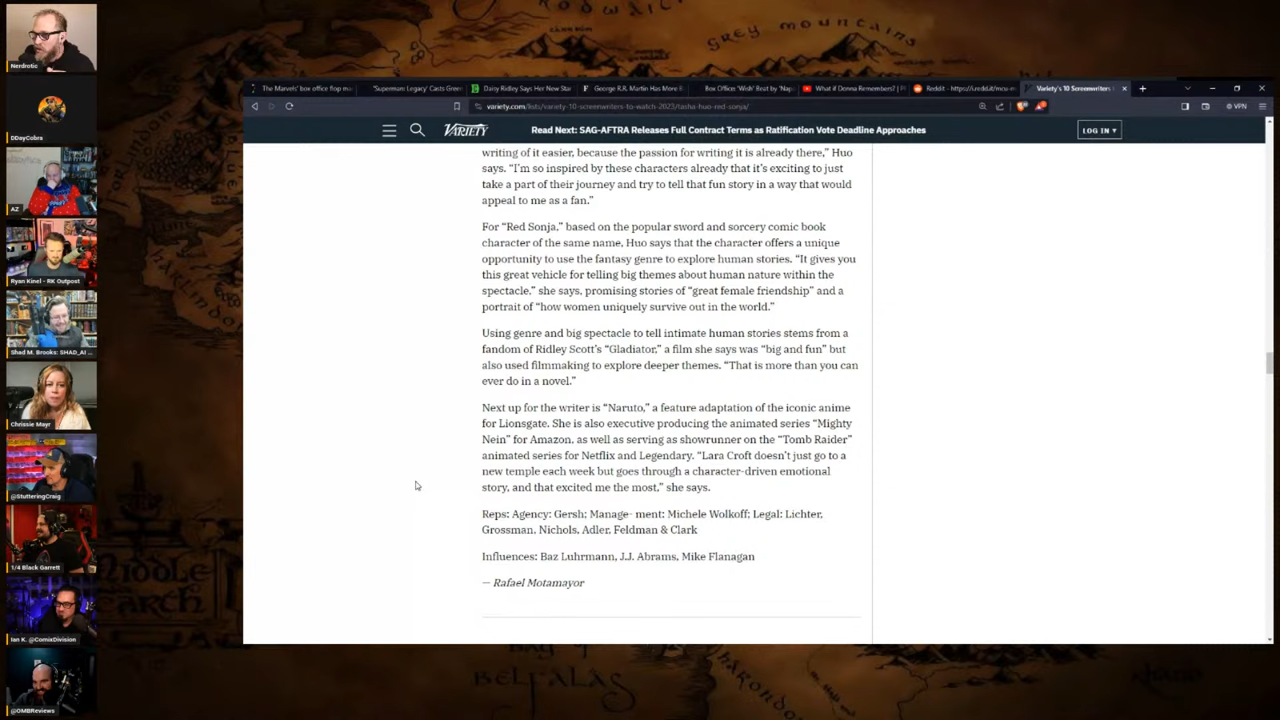 Nerdrotic
DDayCobra
AZ
Ryan Kinel - RK Outpost
Shad M. Brooks: SHAD_AI ...
Chrissie Mayr
@StutteringCraig
1/4 Black Garrett
Ian K. @ComixDivision
@OMBReviews
GREY MOUNTAINS
The Marvels' box office flop ma
'Superman: Legacy' Casts Green
Daisy Ridley Says Her New Star
George R.R. Martin Has More B
Box Office: 'Wish' Beat by 'Nap
What if Donna Remembers? | F
Reddit - https://i.redd.it/mcu-m
Variety's 10 Screenwriters
variety.com/lists/variety-10-screenwriters-to-watch-2023/tasha-huo-red-sonja/
VPN
VARIETY
Read Next: SAG-AFTRA Releases Full Contract Terms as Ratification Vote Deadline Approaches
LOG IN
writing of it easier, because the passion for writing it is already there,” Huo
says. “I’m so inspired by these characters already that it’s exciting to just
take a part of their journey and try to tell that fun story in a way that would
appeal to me as a fan.”
For “Red Sonja,” based on the popular sword and sorcery comic book
character of the same name, Huo says that the character offers a unique
opportunity to use the fantasy genre to explore human stories. “It gives you
this great vehicle for telling big themes about human nature within the
spectacle,” she says, promising stories of “great female friendship” and a
portrait of “how women uniquely survive out in the world.”
Using genre and big spectacle to tell intimate human stories stems from a
fandom of Ridley Scott’s “Gladiator,” a film she says was “big and fun” but
also used filmmaking to explore deeper themes. “That is more than you can
ever do in a novel.”
Next up for the writer is “Naruto,” a feature adaptation of the iconic anime
for Lionsgate. She is also executive producing the animated series “Mighty
Nein” for Amazon, as well as serving as showrunner on the “Tomb Raider”
animated series for Netflix and Legendary. “Lara Croft doesn’t just go to a
new temple each week but goes through a character-driven emotional
story, and that excited me the most,” she says.
Reps: Agency: Gersh; Manage- ment: Michele Wolkoff; Legal: Lichter,
Grossman, Nichols, Adler, Feldman & Clark
Influences: Baz Luhrmann, J.J. Abrams, Mike Flanagan
— Rafael Motamayor
BELFALAS